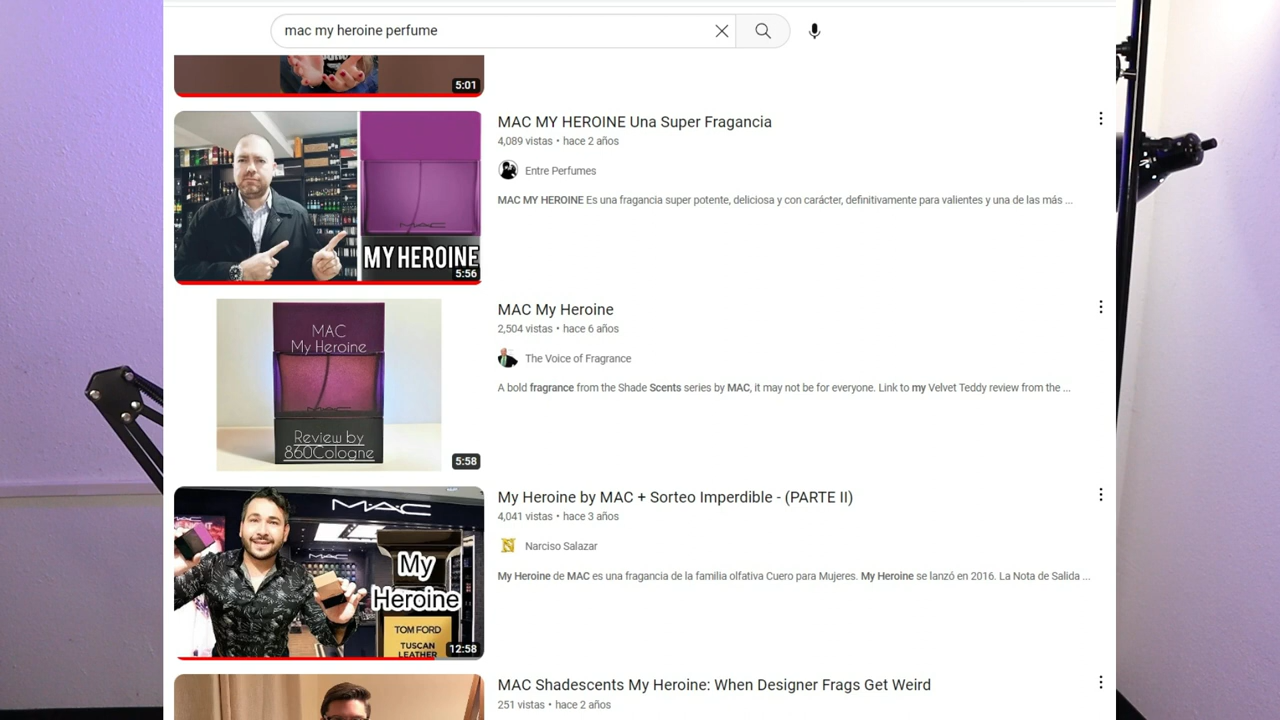 mac my heroine perfume
5:01
MAC MY HEROINE Una Super Fragancia
4,089 vistas • hace 2 años
Entre Perfumes
MAC MY HEROINE Es una fragancia super potente, deliciosa y con carácter, definitivamente para valientes y una de las más ...
MAC
MY HEROINE
5:56
MAC My Heroine
2,504 vistas • hace 6 años
The Voice of Fragrance
A bold fragrance from the Shade Scents series by MAC, it may not be for everyone. Link to my Velvet Teddy review from the ...
MAC
My Heroine
MAC
Review by
860Cologne
5:58
My Heroine by MAC + Sorteo Imperdible - (PARTE II)
4,041 vistas • hace 3 años
Narciso Salazar
My Heroine de MAC es una fragancia de la familia olfativa Cuero para Mujeres. My Heroine se lanzó en 2016. La Nota de Salida ...
MAC
MAC
My
Heroine
TOM FORD
TUSCAN
LEATHER
12:58
MAC Shadescents My Heroine: When Designer Frags Get Weird
251 vistas • hace 2 años